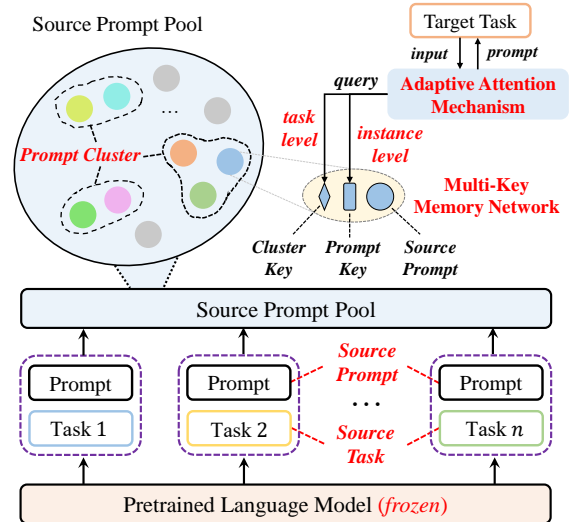 Source Prompt Pool
Target Task
input
prompt
Adaptive Attention
Mechanism
query
task
level
instance
level
...
Prompt Cluster
Multi-Key
Memory Network
Cluster
Key
Prompt
Key
Source
Prompt
Source Prompt Pool
Prompt
Task 1
Prompt
Task 2
Source
Prompt
...
Source
Task
Prompt
Task n
Pretrained Language Model (frozen)